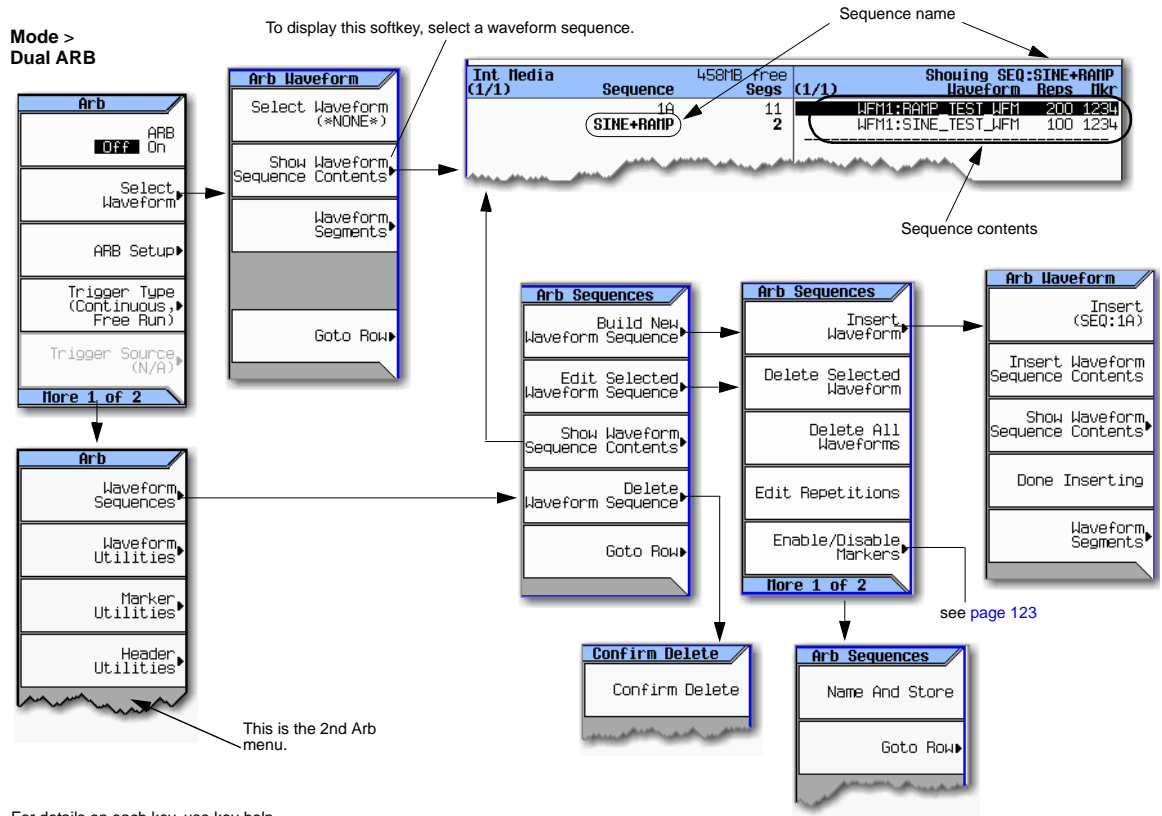 Mode >
Dual ARB
To display this softkey, select a waveform sequence.
Sequence name
Arb
ARB
Off On
Select
Waveform
ARB Setup
Trigger Type
(Continuous,
Free Run)
Trigger Source
(N/A)
More 1 of 2
Arb Waveform
Select Waveform
(*NONE*)
Show Waveform
Sequence Contents
Waveform
Segments
Goto Row
Int Media 458MB free
(1/1) Sequence Segs
1A 11
SINE+RAMP 2
Showing SEQ:SINE+RAMP
(1/1) Waveform Reps Mkr
WFM1:RAMP_TEST_WFM 200 1234
WFM1:SINE_TEST_WFM 100 1234
Sequence contents
Arb
Waveform
Sequences
Waveform
Utilities
Marker
Utilities
Header
Utilities
This is the 2nd Arb
menu.
Arb Sequences
Build New
Waveform Sequence
Edit Selected
Waveform Sequence
Show Waveform
Sequence Contents
Delete
Waveform Sequence
Goto Row
Arb Sequences
Insert
Waveform
Delete Selected
Waveform
Delete All
Waveforms
Edit Repetitions
Enable/Disable
Markers
More 1 of 2
Arb Waveform
Insert
(SEQ:1A)
Insert Waveform
Sequence Contents
Show Waveform
Sequence Contents
Done Inserting
Waveform
Segments
see page 123
Confirm Delete
Confirm Delete
Arb Sequences
Name And Store
Goto Row
For details on each key, use key help